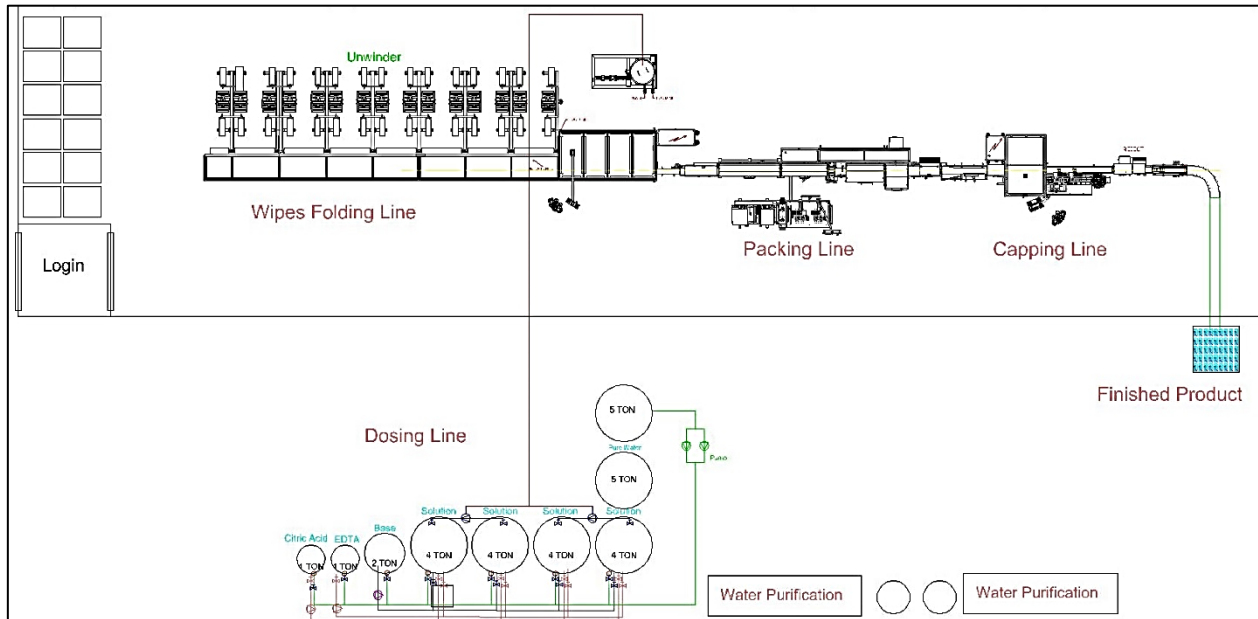 Unwinder
Wipes Folding Line
Packing Line
Capping Line
Login
Finished Product
Dosing Line
5 TON
Pure Water
Pump
5 TON
Solution
Solution
Solution
Solution
Base
Citric Acid
EDTA
1 TON
1 TON
2 TON
4 TON
4 TON
4 TON
4 TON
Water Purification
Water Purification